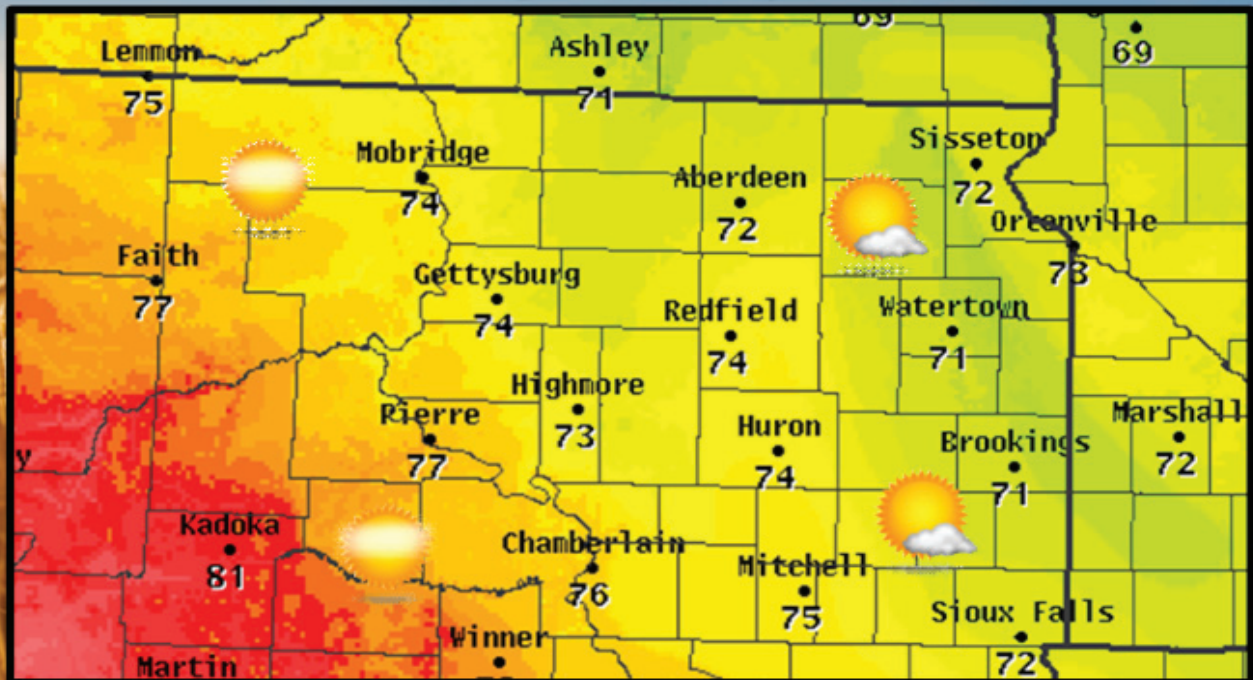 69
Lemmon
75
Ashley
71
69
Mobridge
74
Aberdeen
72
Sisseton
72
Ortonville
73
Faith
77
Gettysburg
74
Redfield
74
Watertown
71
Highmore
73
Pierre
77
Huron
74
Brookings
71
Marshall
72
y
Kadoka
81
Chamberlain
76
Mitchell
75
Sioux Falls
72
Winner
Martin